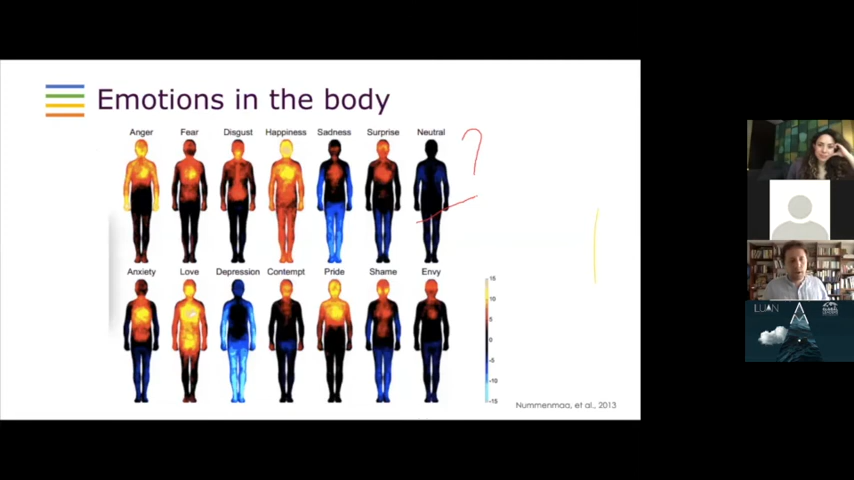 Emotions in the body
Anger Fear Disgust Happiness Sadness Surprise Neutral
?
Anxiety Love Depression Contempt Pride Shame Envy
15
10
5
0
-5
-10
-15
Nummenmaa, et al., 2013
LUAN